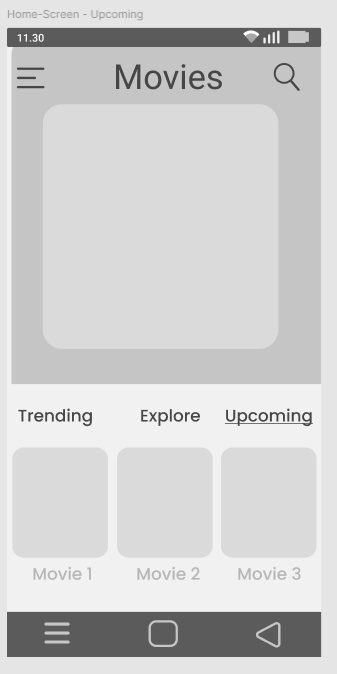 Home-Screen - Upcoming
11.30
Movies
Trending Explore Upcoming
Movie 1 Movie 2 Movie 3